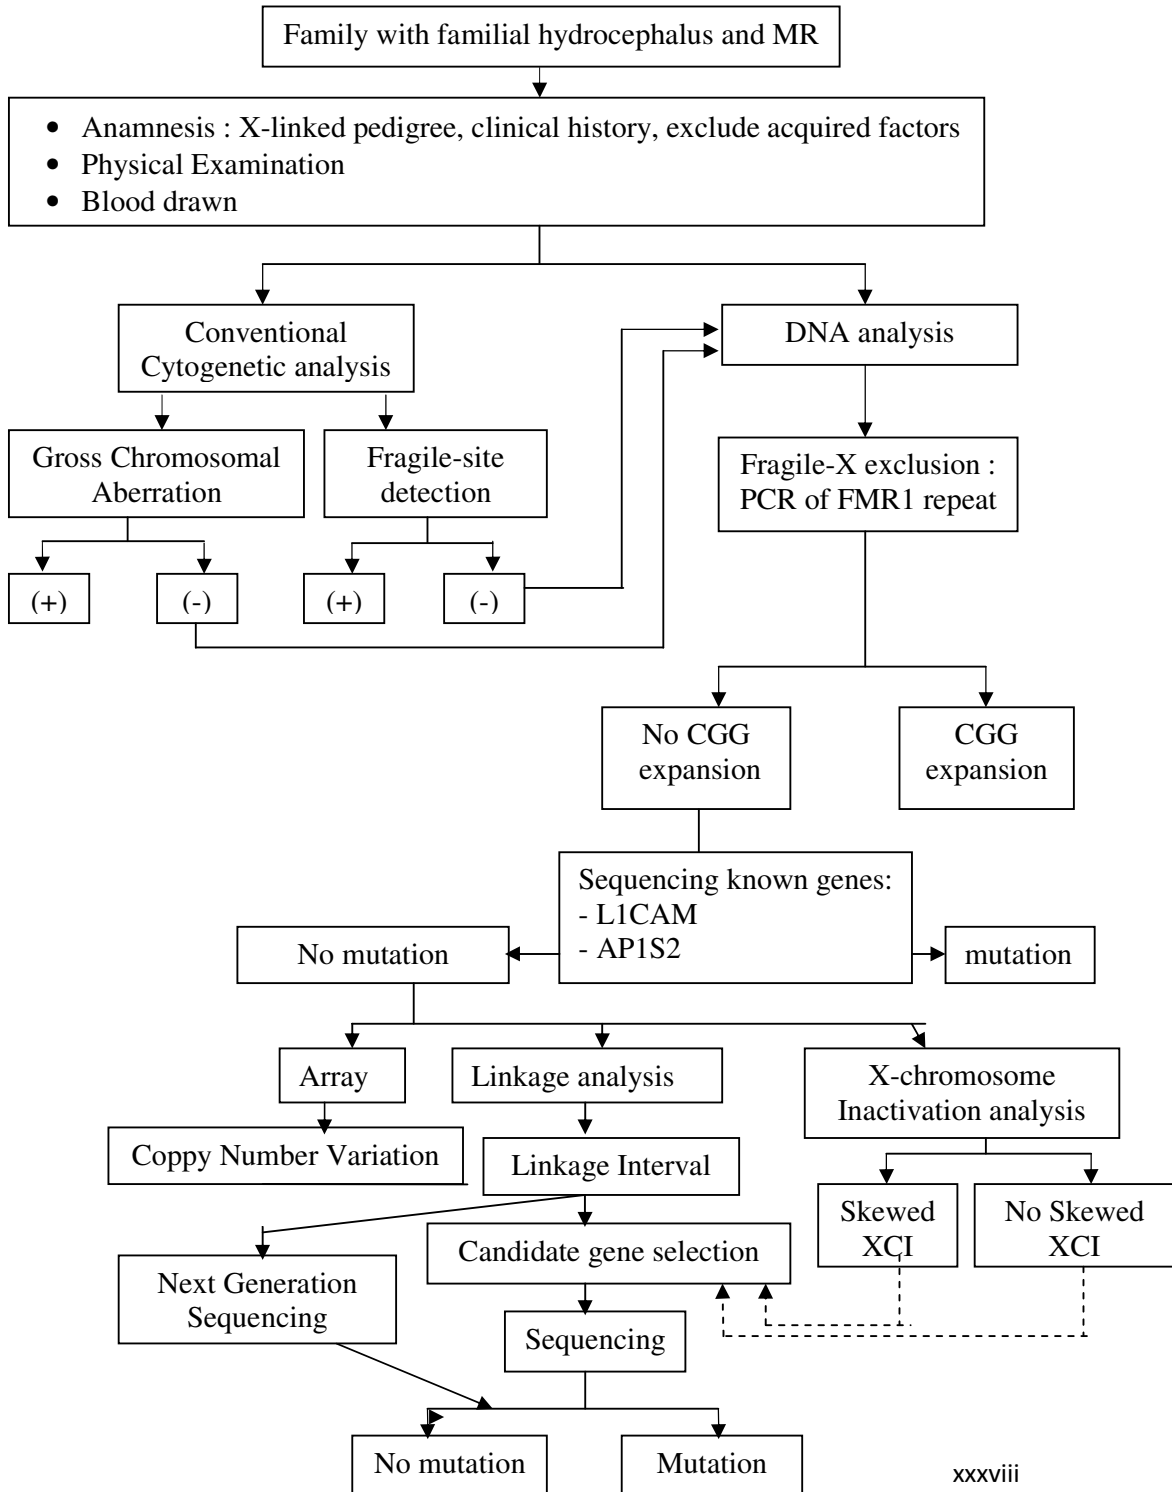 Family with familial hydrocephalus and MR
• Anamnesis : X-linked pedigree, clinical history, exclude acquired factors
• Physical Examination
• Blood drawn
Conventional
Cytogenetic analysis
DNA analysis
Gross Chromosomal
Aberration
Fragile-site
detection
Fragile-X exclusion :
PCR of FMR1 repeat
(+)
(-)
(+)
(-)
No CGG
expansion
CGG
expansion
Sequencing known genes:
- L1CAM
- AP1S2
No mutation
mutation
Array
Linkage analysis
X-chromosome
Inactivation analysis
Coppy Number Variation
Linkage Interval
Skewed
XCI
No Skewed
XCI
Candidate gene selection
Next Generation
Sequencing
Sequencing
No mutation
Mutation
xxxviii